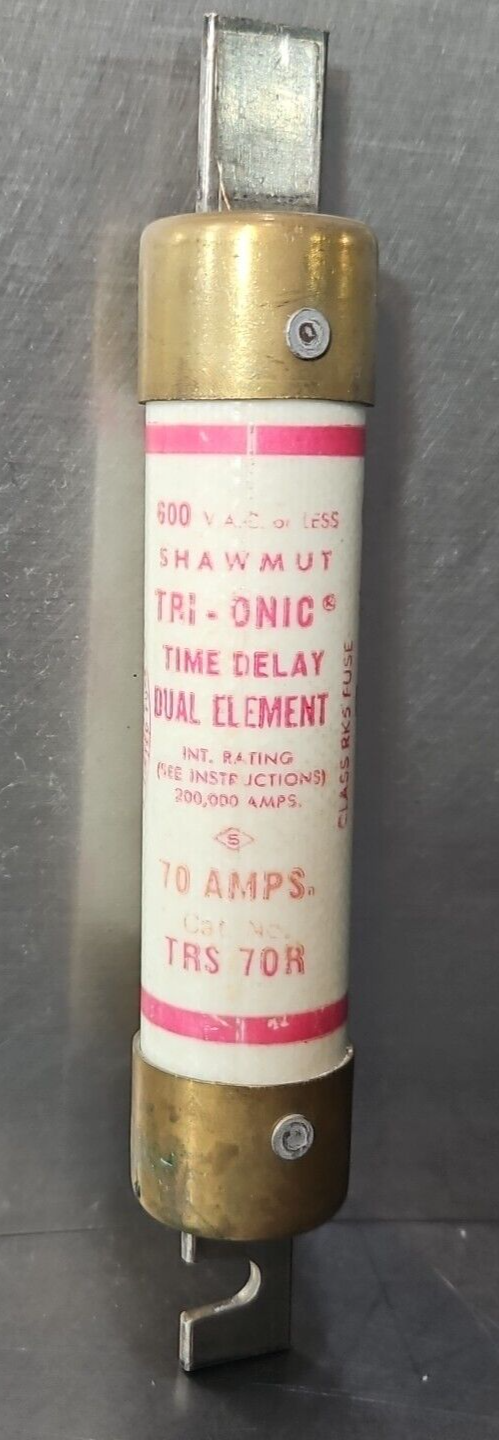 600 V.A.C. or LESS
SHAWMUT
TRI-ONIC®
TIME DELAY
DUAL ELEMENT
INT. RATING
(SEE INSTRUCTIONS)
200,000 AMPS.
S
70 AMPS.
Cat. No.
TRS 70R
CLASS RK5 FUSE